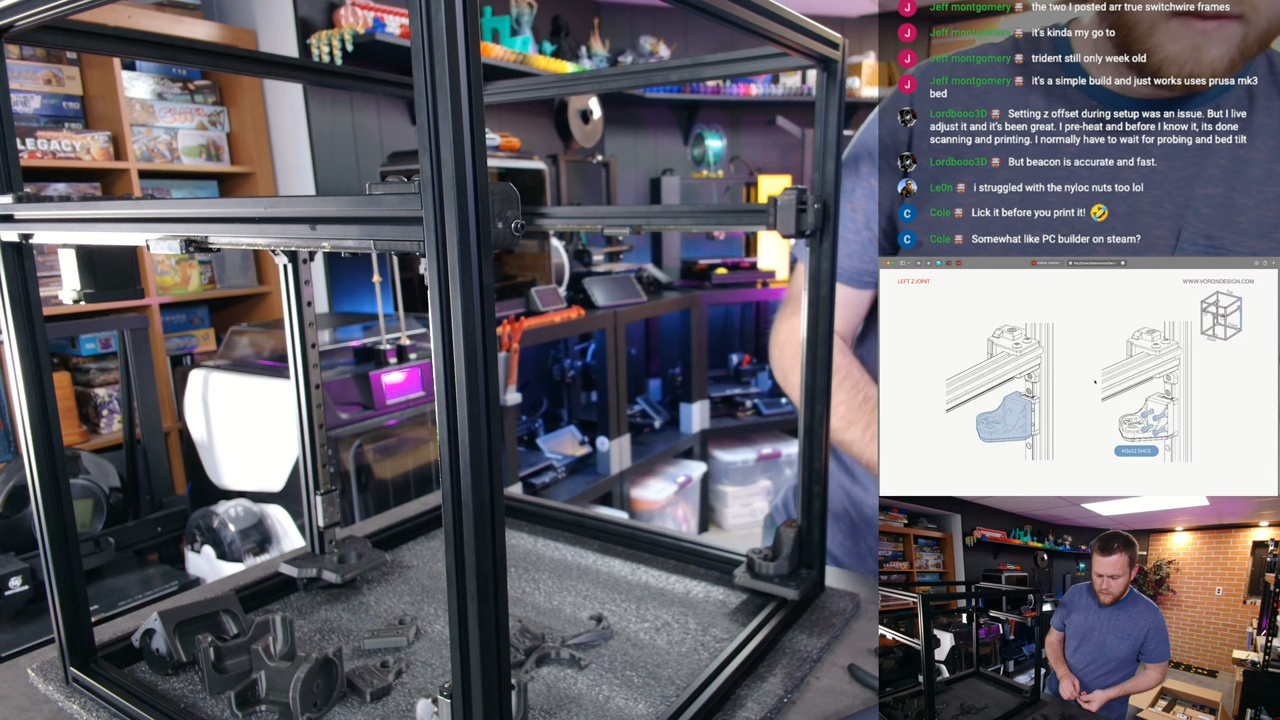 LEGACY
J Jeff montgomery the two I posted arr true switchwire frames
J Jeff montgomery it's kinda my go to
J Jeff montgomery trident still only week old
J Jeff montgomery it's a simple build and just works uses prusa mk3
bed
Lordbooo3D Setting z offset during setup was an issue. But I live
adjust it and it's been great. I pre-heat and before I know it, its done
scanning and printing. I normally have to wait for probing and bed tilt
Lordbooo3D But beacon is accurate and fast.
Le0n i struggled with the nyloc nuts too lol
C Cole Lick it before you print it! 🤣
C Cole Somewhat like PC builder on steam?
LEFT Z JOINT
WWW.VORONDESIGN.COM
M3x12 BHCS